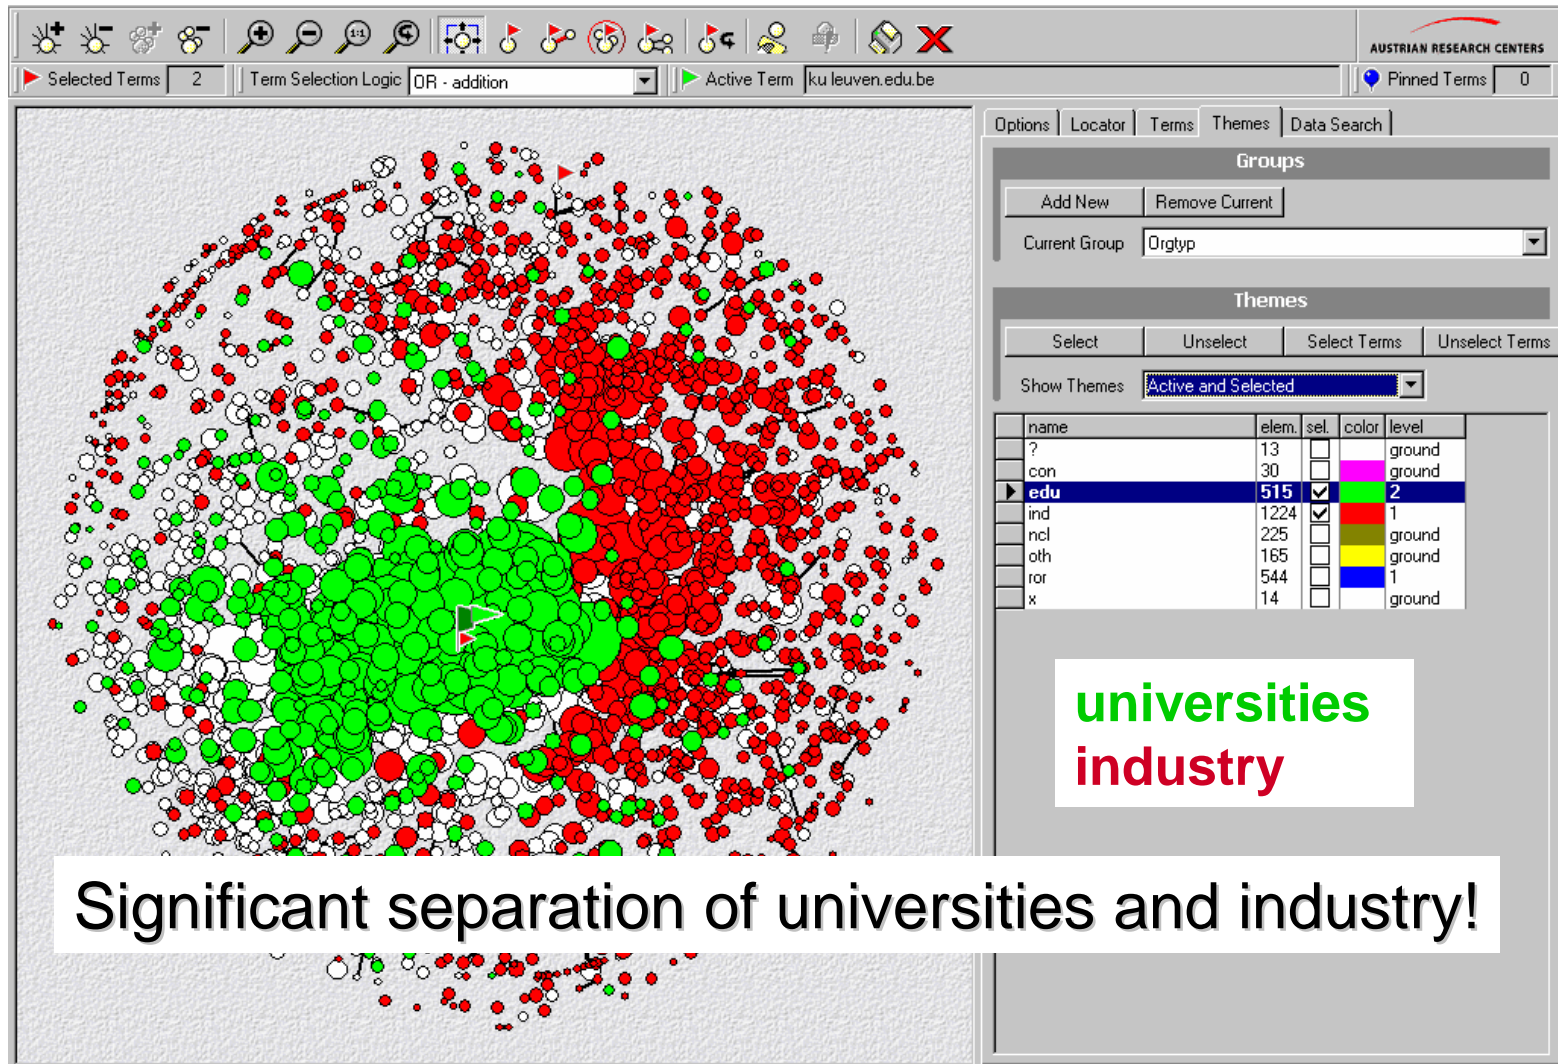 1:1
AUSTRIAN RESEARCH CENTERS
Selected Terms 2 Term Selection Logic OR - addition Active Term ku leuven.edu.be Pinned Terms 0
Options Locator Terms Themes Data Search
Groups
Add New Remove Current
Current Group Orgtyp
Themes
Select Unselect Select Terms Unselect Terms
Show Themes Active and Selected
name elem. sel. color level
? 13 ground
con 30 ground
edu 515 2
ind 1224 1
ncl 225 ground
oth 165 ground
ror 544 1
x 14 ground
universities
industry
Significant separation of universities and industry!